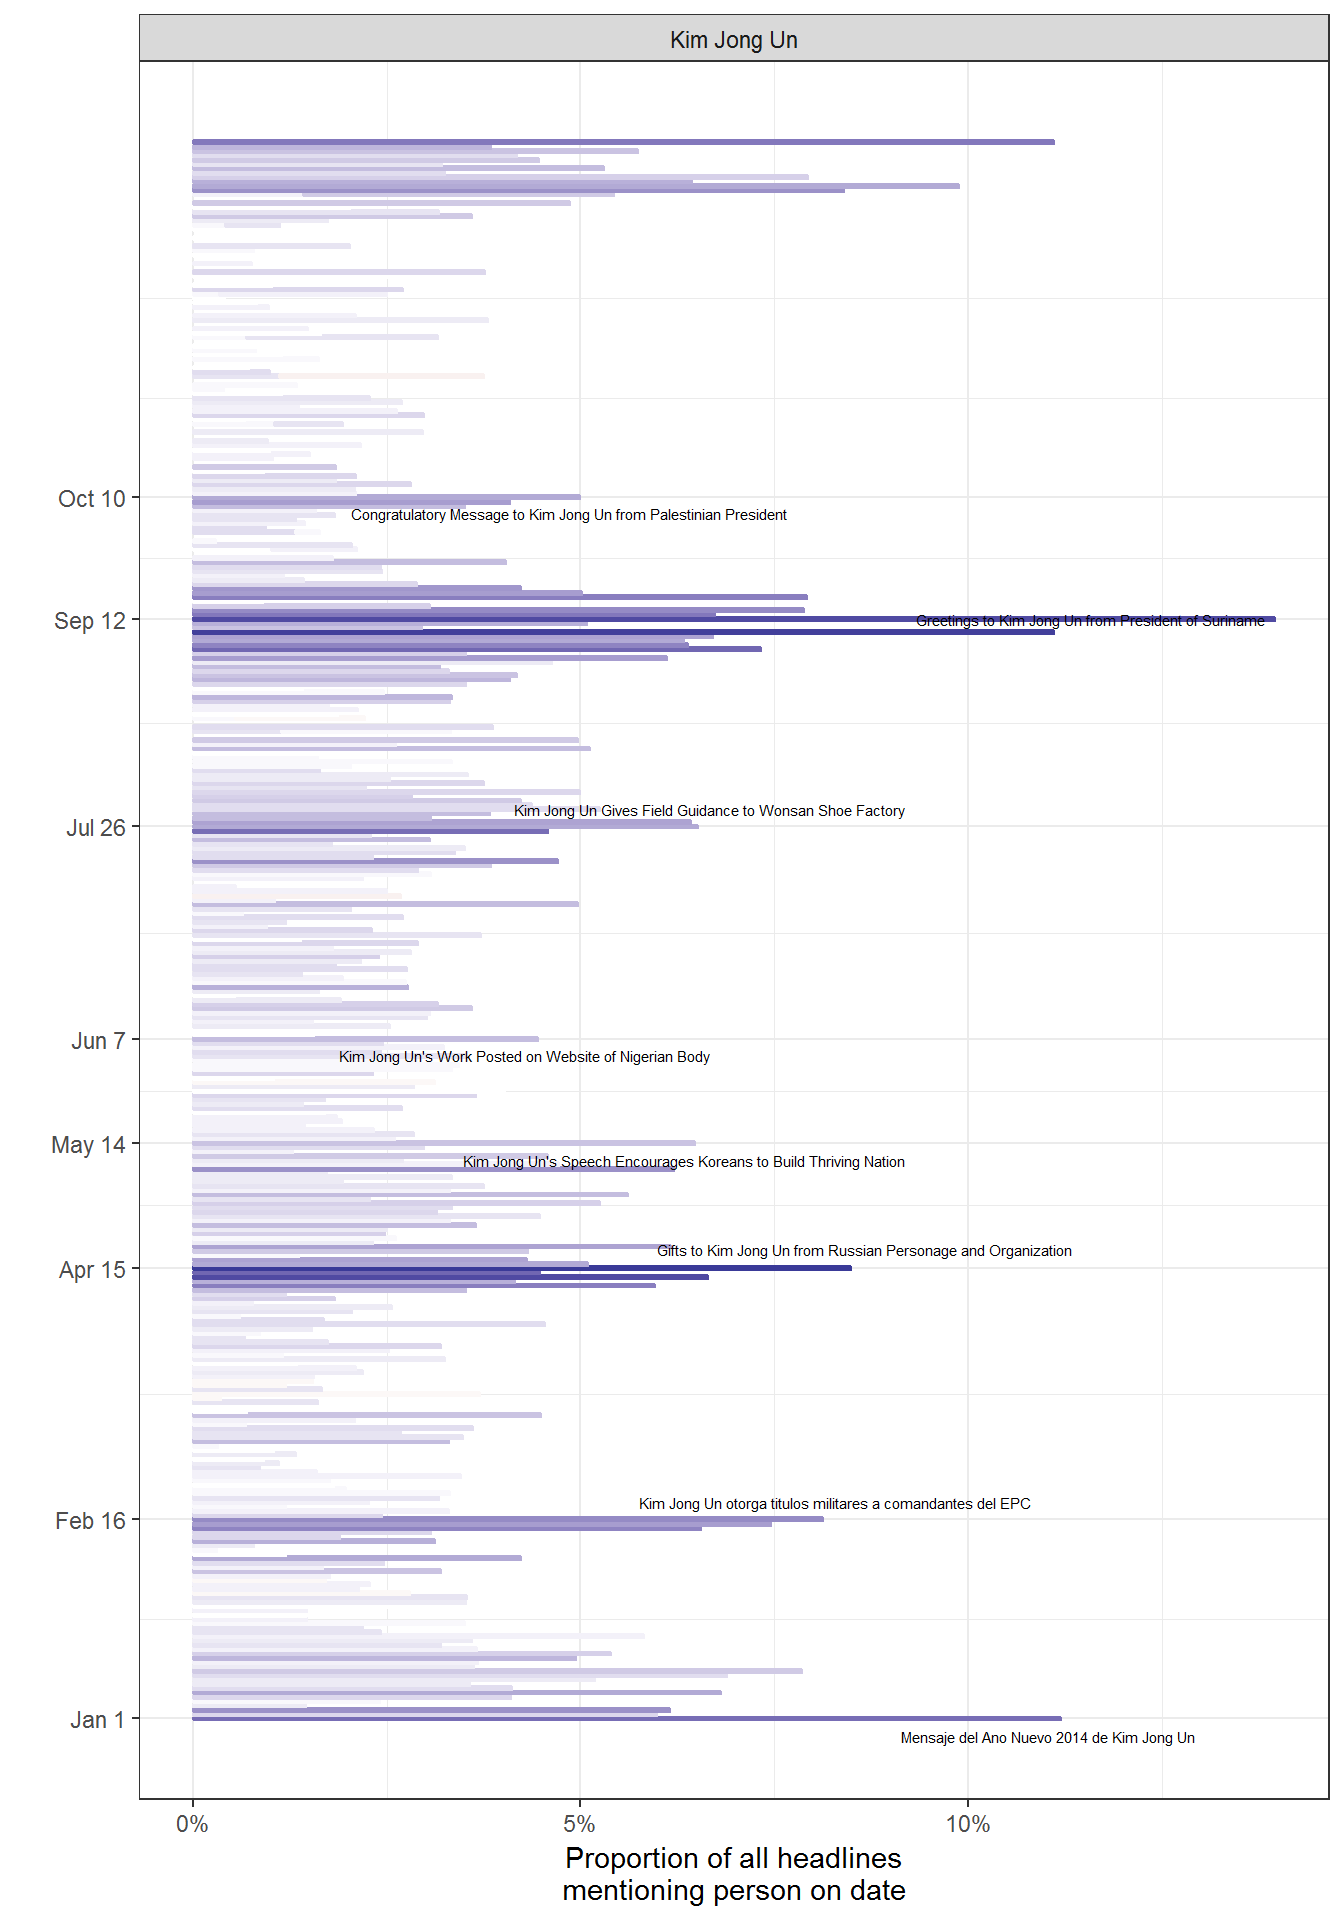 Kim Jong Un
Oct 10
Congratulatory Message to Kim Jong Un from Palestinian President
Sep 12
Greetings to Kim Jong Un from President of Suriname
Kim Jong Un Gives Field Guidance to Wonsan Shoe Factory
Jul 26
Jun 7
Kim Jong Un's Work Posted on Website of Nigerian Body
May 14
Kim Jong Un's Speech Encourages Koreans to Build Thriving Nation
Gifts to Kim Jong Un from Russian Personage and Organization
Apr 15
Kim Jong Un otorga titulos militares a comandantes del EPC
Feb 16
Jan 1
Mensaje del Ano Nuevo 2014 de Kim Jong Un
0% 5% 10%
Proportion of all headlines
mentioning person on date